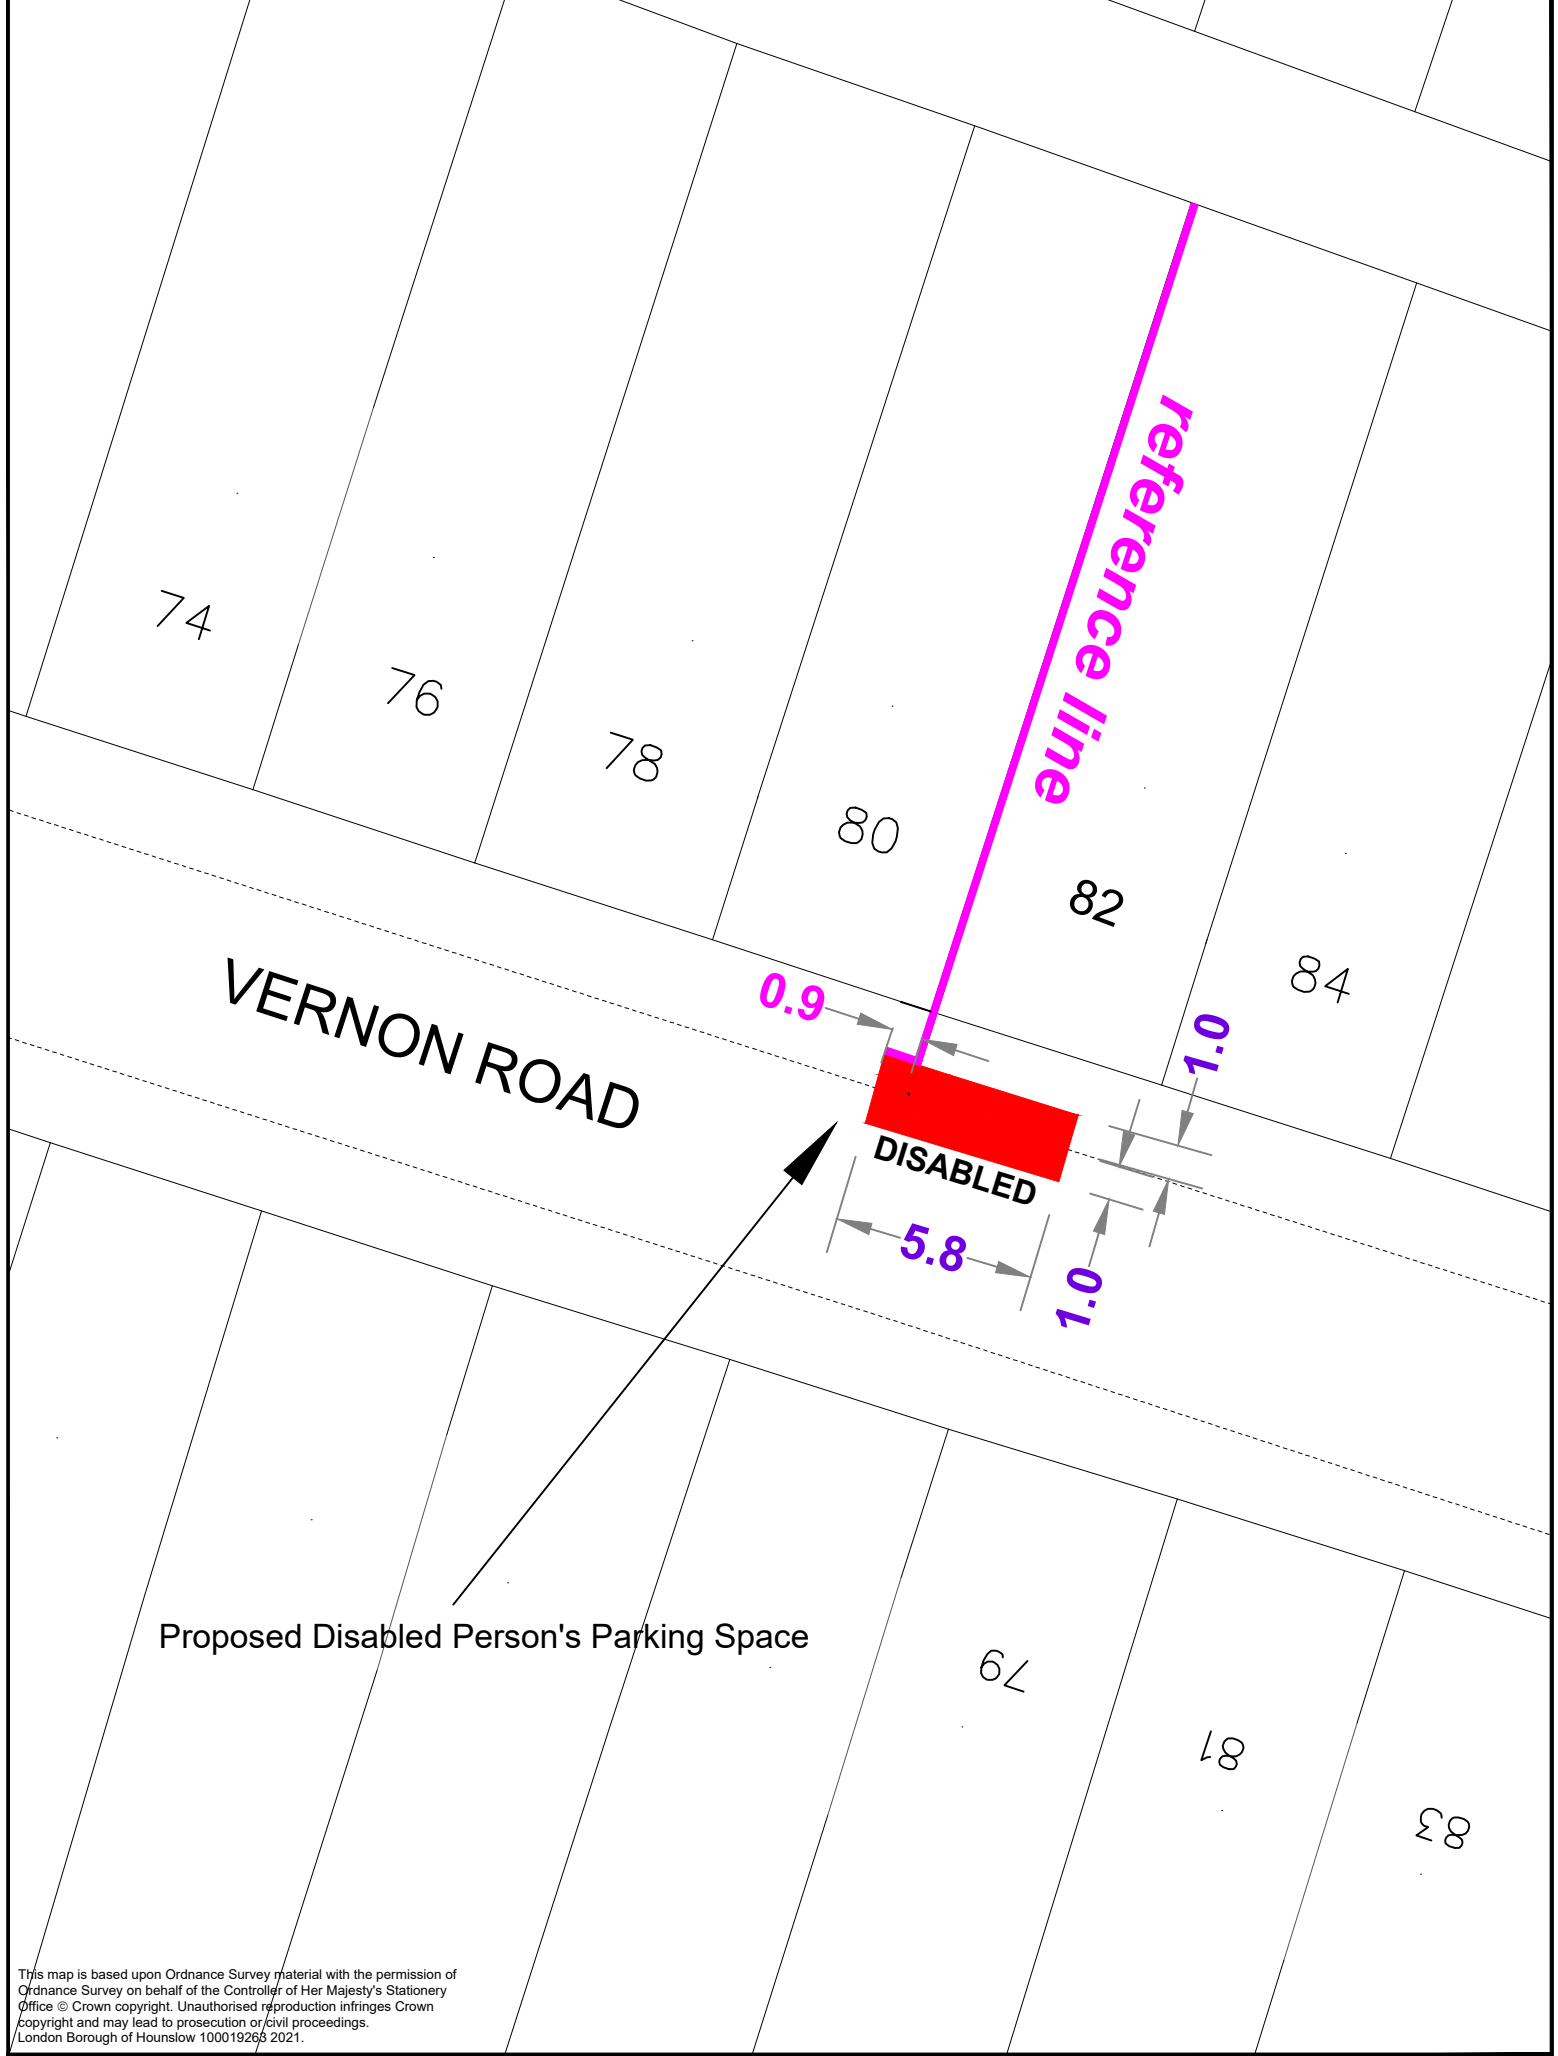 reference line
74
76
78
80
82
84
0.9
VERNON ROAD
1.0
DISABLED
5.8
1.0
Proposed Disabled Person's Parking Space
79
81
83
This map is based upon Ordnance Survey material with the permission of
Ordnance Survey on behalf of the Controller of Her Majesty's Stationery
Office © Crown copyright. Unauthorised reproduction infringes Crown
copyright and may lead to prosecution or civil proceedings.
London Borough of Hounslow 100019263 2021.